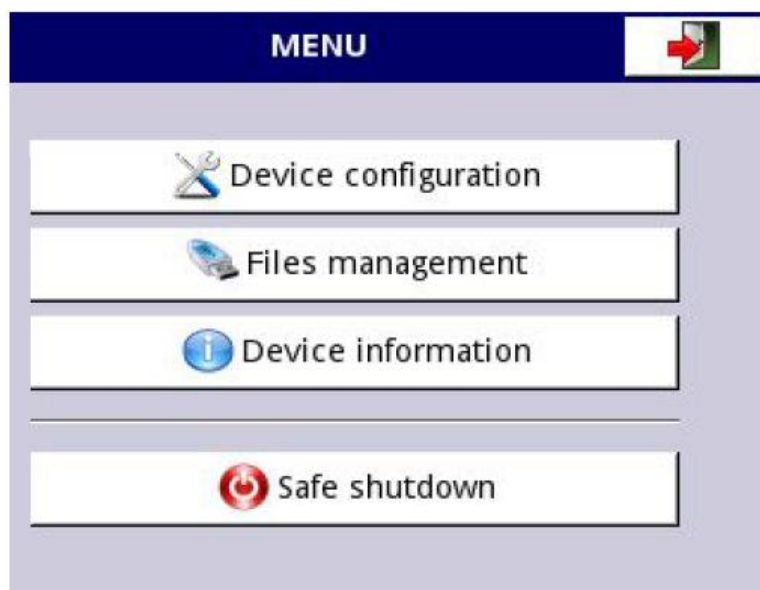 MENU
Device configuration
Files management
Device information
Safe shutdown